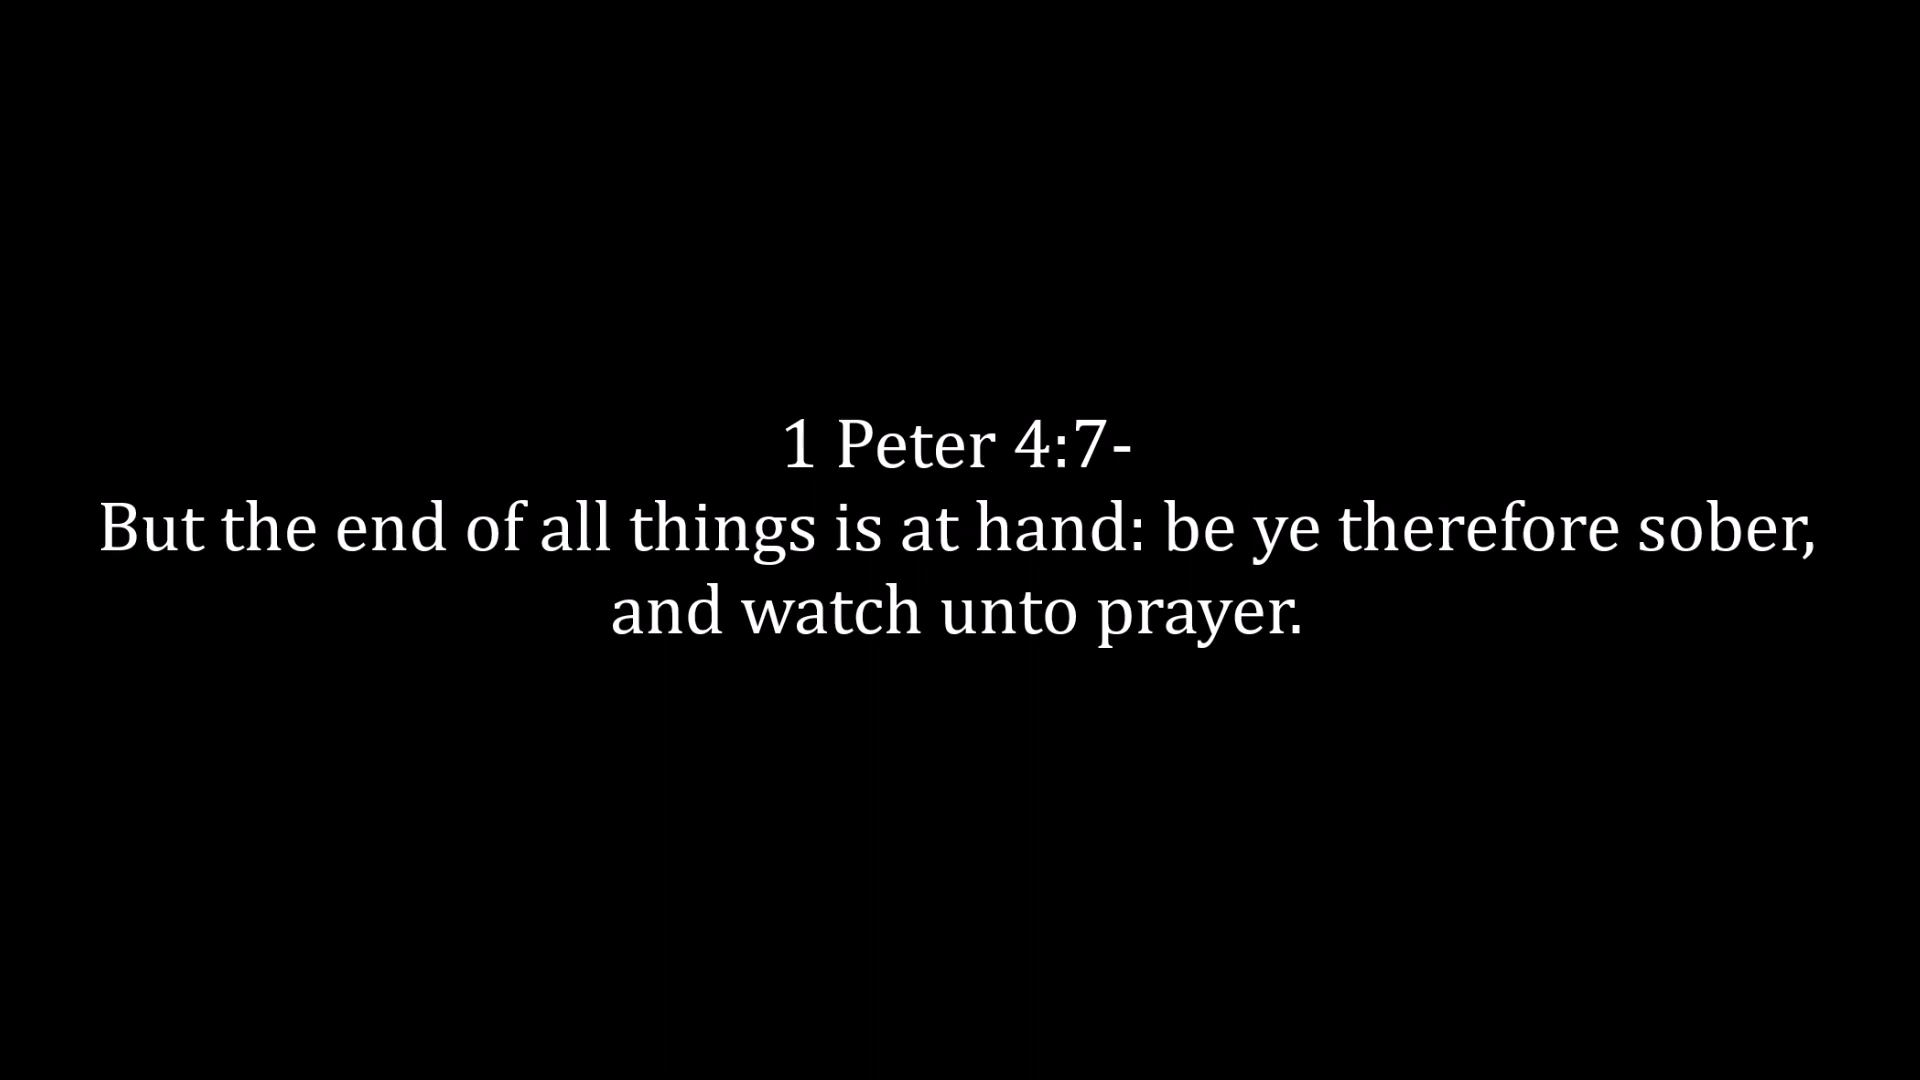 1 Peter 4:7-
But the end of all things is at hand: be ye therefore sober,
and watch unto prayer.